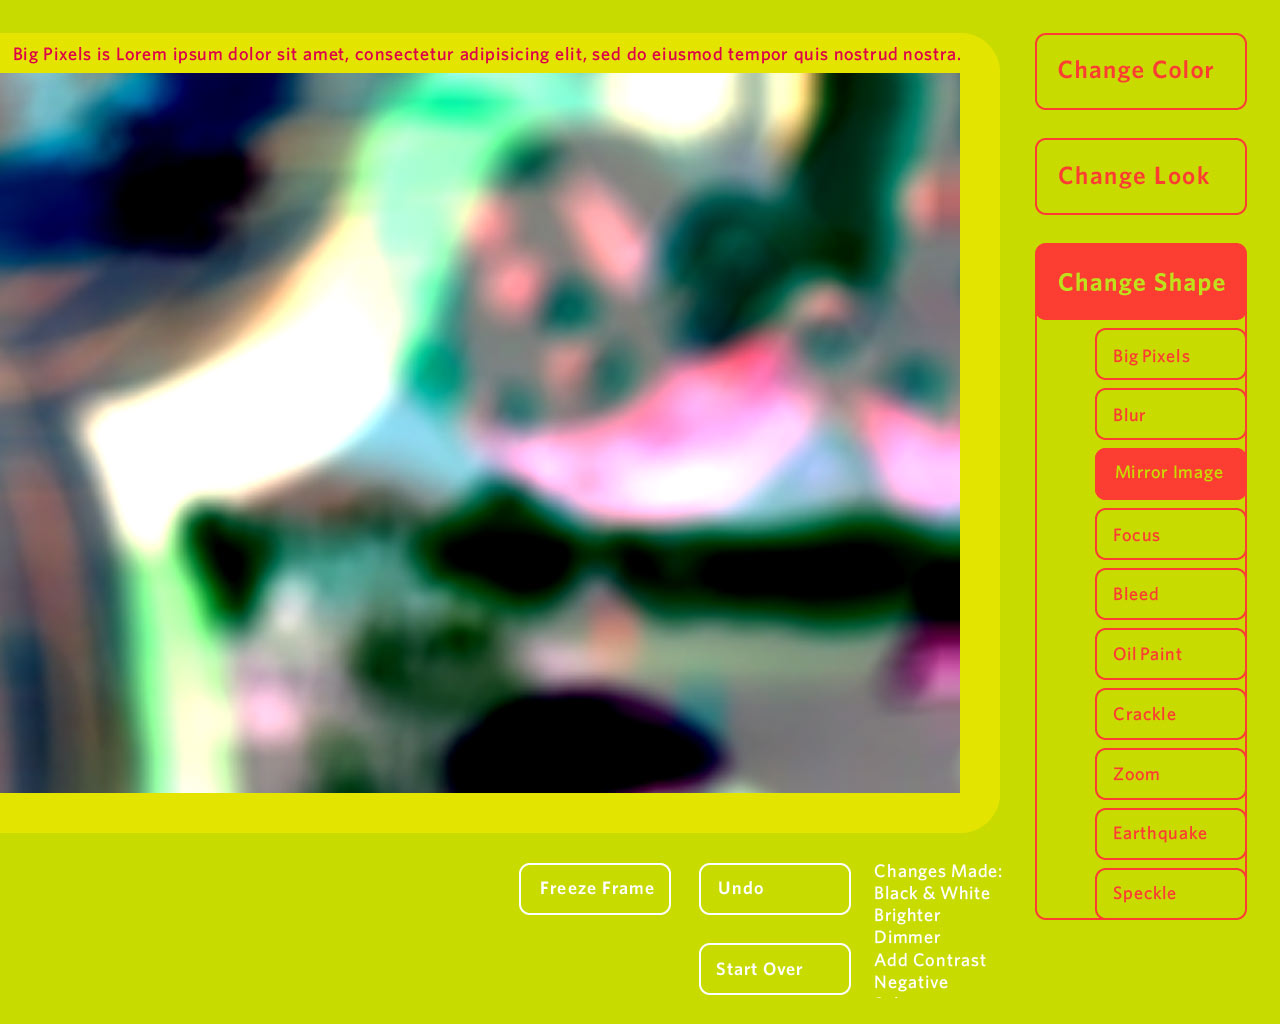 Big Pixels is Lorem ipsum dolor sit amet, consectetur adipisicing elit, sed do eiusmod tempor quis nostrud nostra.
Change Color
Change Look
Change Shape
Big Pixels
Blur
Mirror Image
Focus
Bleed
Oil Paint
Crackle
Zoom
Earthquake
Speckle
Freeze Frame
Undo
Start Over
Changes Made:
Black & White
Brighter
Dimmer
Add Contrast
Negative